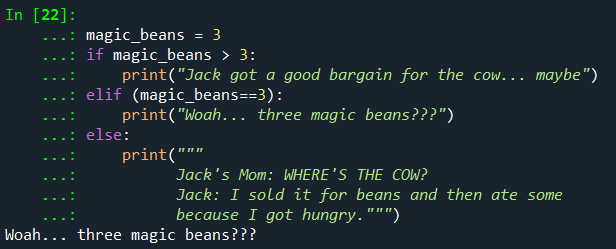 In [22]:
    ...: magic_beans = 3
    ...: if magic_beans > 3:
    ...:     print("Jack got a good bargain for the cow... maybe")
    ...: elif (magic_beans==3):
    ...:     print("Woah... three magic beans???")
    ...: else:
    ...:     print("""
    ...:           Jack's Mom: WHERE'S THE COW?
    ...:           Jack: I sold it for beans and then ate some
    ...:           because I got hungry.""")
Woah... three magic beans???